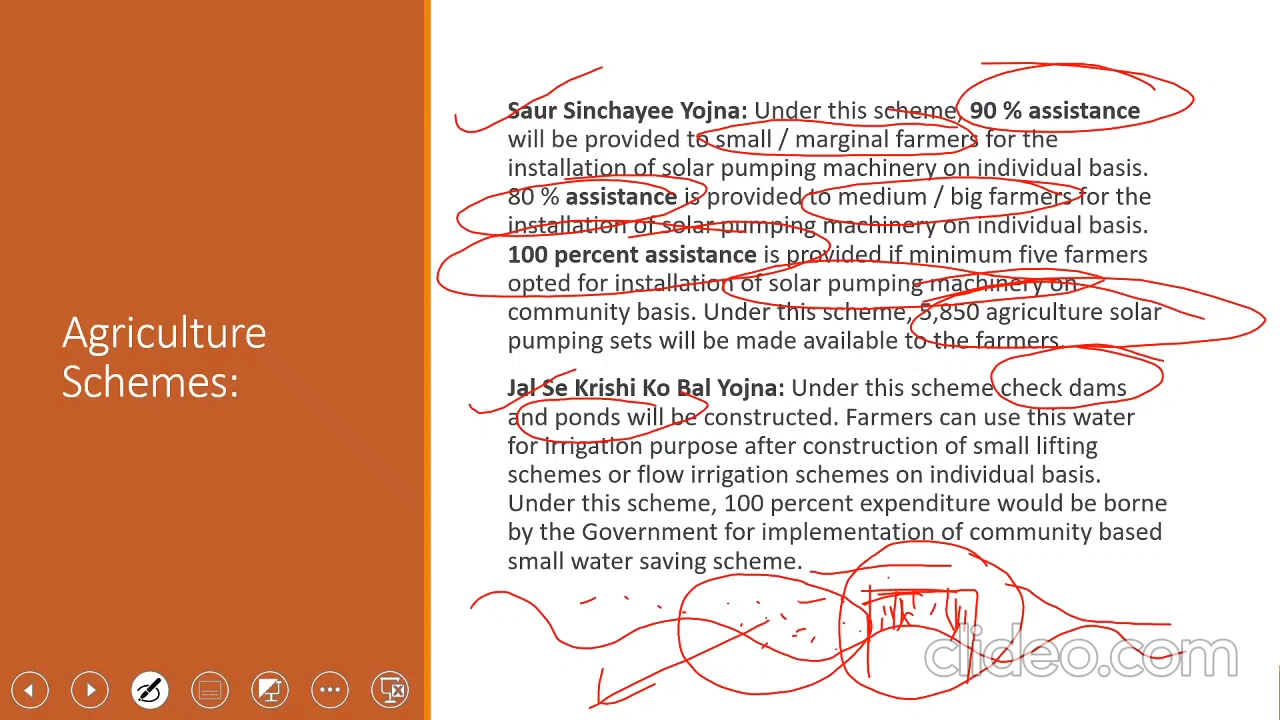 Agriculture
Schemes:
Saur Sinchayee Yojna: Under this scheme, 90 % assistance
will be provided to small / marginal farmers for the
installation of solar pumping machinery on individual basis.
80 % assistance is provided to medium / big farmers for the
installation of solar pumping machinery on individual basis.
100 percent assistance is provided if minimum five farmers
opted for installation of solar pumping machinery on
community basis. Under this scheme, 5,850 agriculture solar
pumping sets will be made available to the farmers.
Jal Se Krishi Ko Bal Yojna: Under this scheme check dams
and ponds will be constructed. Farmers can use this water
for irrigation purpose after construction of small lifting
schemes or flow irrigation schemes on individual basis.
Under this scheme, 100 percent expenditure would be borne
by the Government for implementation of community based
small water saving scheme.
clideo.com